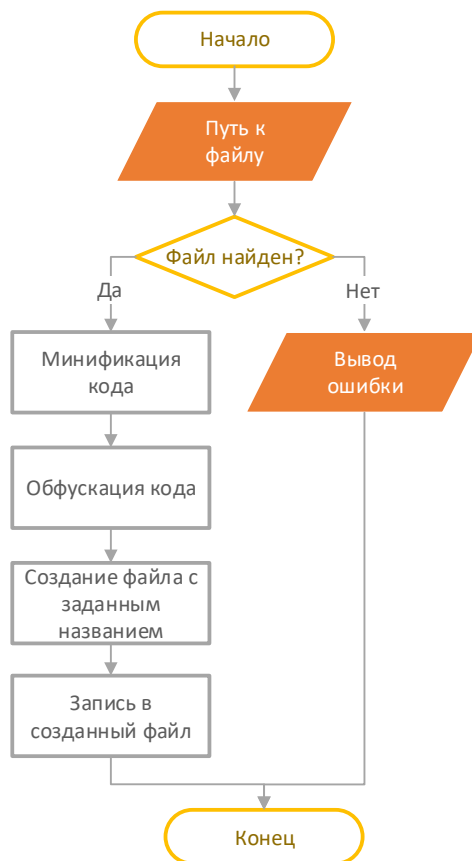 Начало
Путь к
файлу
Файл найден?
Да
Нет
Минификация
кода
Вывод
ошибки
Обфускация кода
Создание файла с
заданным
названием
Запись в
созданный файл
Конец